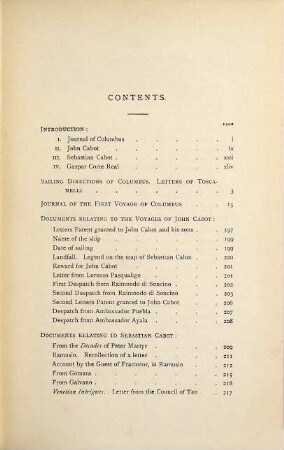 CONTENTS.
PAGE
INTRODUCTION :
I. Journal of Columbus . . . . i
II. John Cabot . . . . . ix
III. Sebastian Cabot . . . . . xxii
IV. Gaspar Corte Real . . . . xliv
SAILING DIRECTIONS OF COLUMBUS. LETTERS OF TOSCA-
NELLI . . . . . . 3
JOURNAL OF THE FIRST VOYAGE OF COLUMBUS . . 15
DOCUMENTS RELATING TO THE VOYAGES OF JOHN CABOT :
Letters Patent granted to John Cabot and his sons . 197
Name of the ship . . . . . 199
Date of sailing . . . . . 199
Landfall. Legend on the map of Sebastian Cabot . . 200
Reward for John Cabot . . . . 201
Letter from Lorenzo Pasqualigo . . . 201
First Despatch from Raimondo di Soncino . . 202
Second Despatch from Raimondo di Soncino . . 203
Second Letters Patent granted to John Cabot . . 206
Despatch from Ambassador Puebla . . . 207
Despatch from Ambassador Ayala . . . 208
DOCUMENTS RELATING TO SEBASTIAN CABOT :
From the Decades of Peter Martyr . . . 209
Ramusio. Recollection of a letter . . . 211
Account by the Guest of Fracastor, in Ramusio . . 212
From Gomara . . . . . 215
From Galvano . . . . . 216
Venetian Intrigues: Letter from the Council of Ten . 217